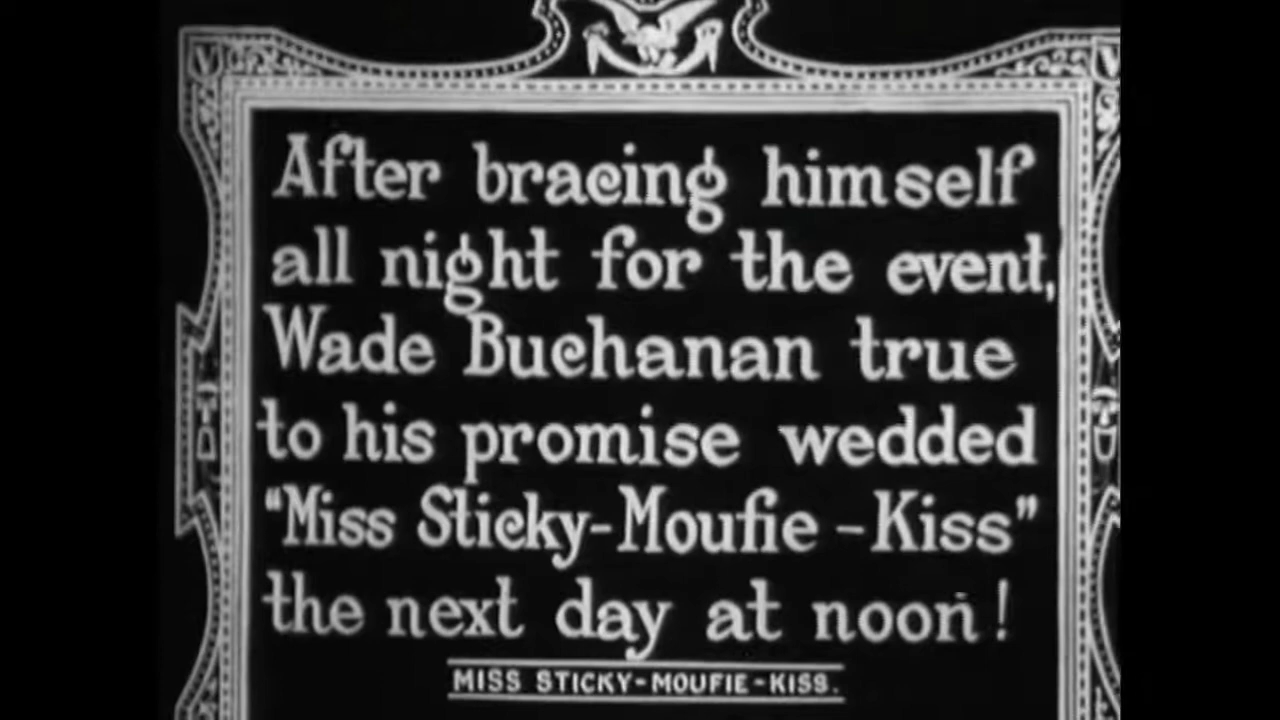 After bracing himself
all night for the event,
Wade Buchanan true
to his promise wedded
“Miss Sticky-Moufie-Kiss”
the next day at noon!
MISS STICKY-MOUFIE-KISS.